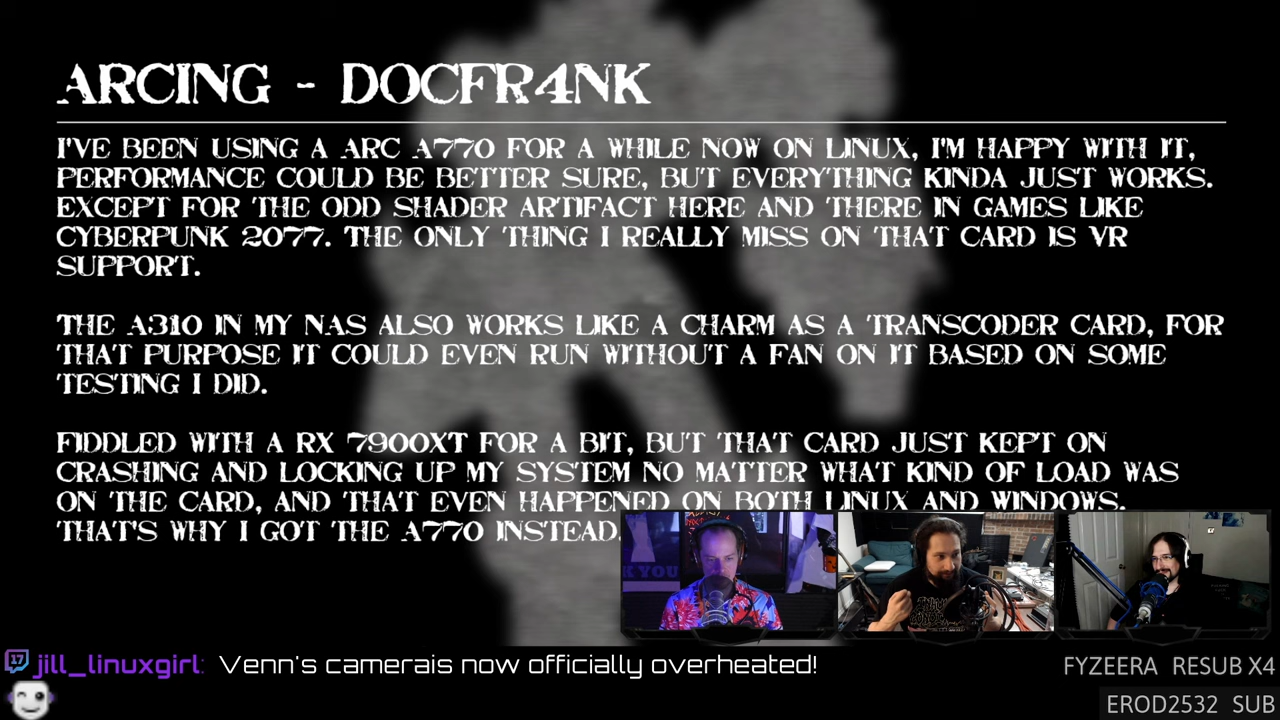 ARCING - DOCFR4NK
I'VE BEEN USING A ARC A770 FOR A WHILE NOW ON LINUX, I'M HAPPY WITH IT,
PERFORMANCE COULD BE BETTER SURE, BUT EVERYTHING KINDA JUST WORKS.
EXCEPT FOR THE ODD SHADER ARTIFACT HERE AND THERE IN GAMES LIKE
CYBERPUNK 2077. THE ONLY THING I REALLY MISS ON THAT CARD IS VR
SUPPORT.
THE A310 IN MY NAS ALSO WORKS LIKE A CHARM AS A TRANSCODER CARD, FOR
THAT PURPOSE IT COULD EVEN RUN WITHOUT A FAN ON IT BASED ON SOME
TESTING I DID.
FIDDLED WITH A RX 7900XT FOR A BIT, BUT THAT CARD JUST KEPT ON
CRASHING AND LOCKING UP MY SYSTEM NO MATTER WHAT KIND OF LOAD WAS
ON THE CARD, AND THAT EVEN HAPPENED ON BOTH LINUX AND WINDOWS.
THAT'S WHY I GOT THE A770 INSTEAD.
K YOU
17 jill_linuxgirl: Venn's camerais now officially overheated!
FYZEERA RESUB X4
EROD2532 SUB